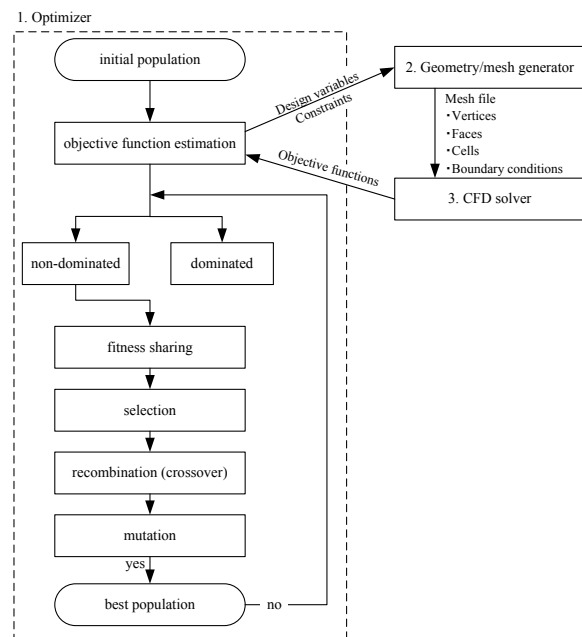 1. Optimizer
initial population
2. Geometry/mesh generator
Design variables
Constraints
Mesh file
・Vertices
・Faces
・Cells
・Boundary conditions
objective function estimation
Objective functions
3. CFD solver
non-dominated
dominated
fitness sharing
selection
recombination (crossover)
mutation
yes
best population
no